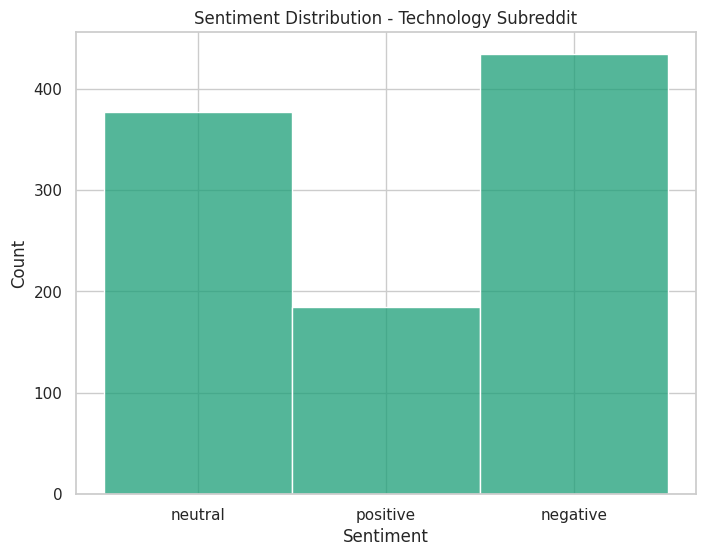 Sentiment Distribution - Technology Subreddit
Count
400
300
200
100
0
neutral positive negative
Sentiment